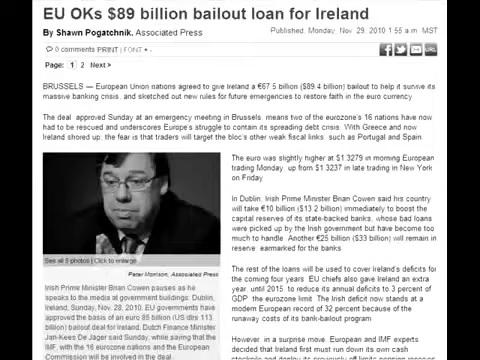 EU OKs $89 billion bailout loan for Ireland
By Shawn Pogatchnik, Associated Press
Published: Monday, Nov. 29, 2010 1:55 a.m. MST
0 comments PRINT | FONT + -
URL
Page: 1 2 Next >
BRUSSELS — European Union nations agreed to give Ireland a €67.5 billion ($89.4 billion) bailout to help it survive its
massive banking crisis, and sketched out new rules for future emergencies to restore faith in the euro currency.
The deal approved Sunday at an emergency meeting in Brussels, means two of the eurozone's 16 nations have now
had to be rescued and underscores Europe's struggle to contain its spreading debt crisis. With Greece and now
Ireland shored up, the fear is that traders will target the bloc's other weak fiscal links, such as Portugal and Spain.
The euro was slightly higher at $1.3279 in morning European
trading Monday, up from $1.3237 in late trading in New York
on Friday.
In Dublin, Irish Prime Minister Brian Cowen said his country
will take €10 billion ($13.2 billion) immediately to boost the
capital reserves of its state-backed banks, whose bad loans
were picked up by the Irish government but have become too
much to handle. Another €25 billion ($33 billion) will remain in
reserve, earmarked for the banks.
The rest of the loans will be used to cover Ireland's deficits for
the coming four years. EU chiefs also gave Ireland an extra
year, until 2015, to reduce its annual deficits to 3 percent of
GDP, the eurozone limit. The Irish deficit now stands at a
modern European record of 32 percent because of the runaway
costs of its bank-bailout program.
However, in a surprise move, European and IMF experts
decided that Ireland first must run down its own cash
See all 5 photos | Click to enlarge
Peter Morrison, Associated Press
Irish Prime Minister Brian Cowen pauses as he
speaks to the media at government buildings, Dublin,
Ireland, Sunday, Nov. 28, 2010. EU governments have
approved the basis of an euro 85 billion (US dlrs 113
billion) bailout deal for Ireland, Dutch Finance Minister
Jan-Kees De Jager said Sunday, while saying that the IMF,
with the 16 eurozone nations and the European
Commission will be involved in the deal.